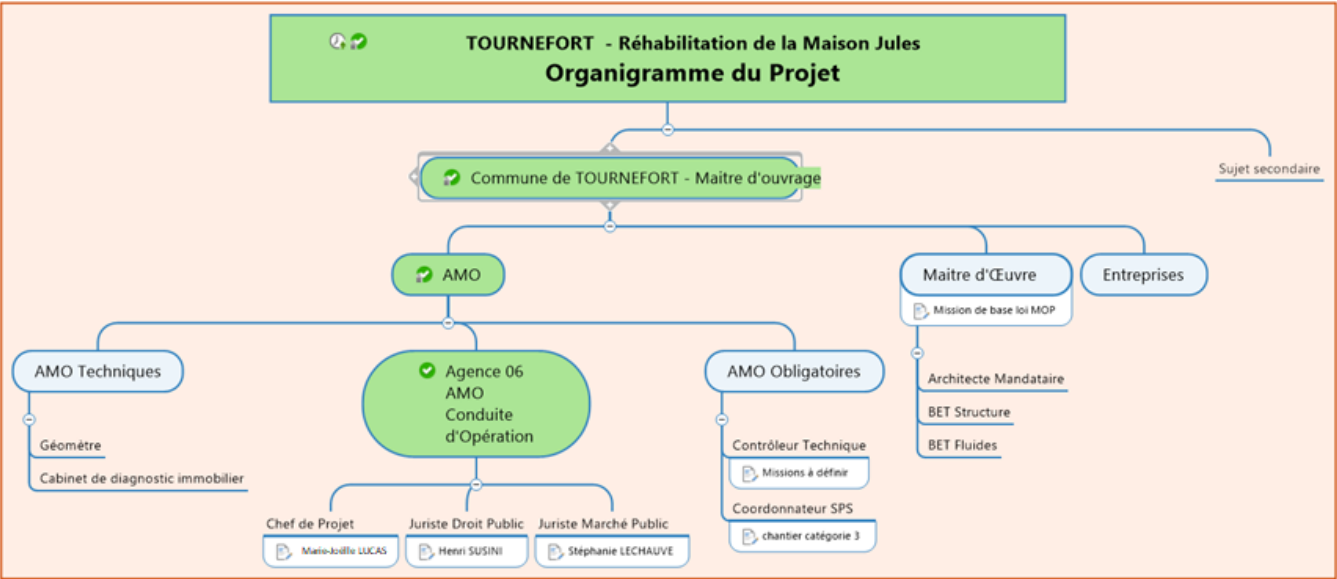 TOURNEFORT - Réhabilitation de la Maison Jules
Organigramme du Projet
Sujet secondaire
Commune de TOURNEFORT - Maitre d'ouvrage
AMO
Maitre d'Œuvre
Mission de base loi MOP
Entreprises
AMO Techniques
Géomètre
Cabinet de diagnostic immobilier
Agence 06
AMO
Conduite
d'Opération
Chef de Projet
Marie-Joëlle LUCAS
Juriste Droit Public
Henri SUSINI
Juriste Marché Public
Stéphanie LECHAUVE
AMO Obligatoires
Contrôleur Technique
Missions à définir
Coordonnateur SPS
chantier catégorie 3
Architecte Mandataire
BET Structure
BET Fluides